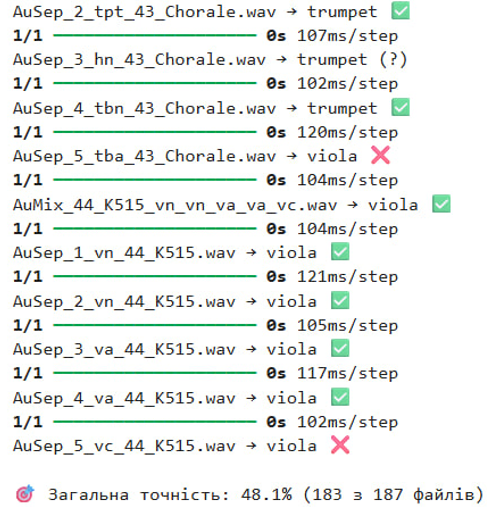 AuSep_2_tpt_43_Chorale.wav → trumpet ✅
1/1 ━━━━━━━━━━━━━━━━━━━━ 0s 107ms/step
AuSep_3_hn_43_Chorale.wav → trumpet (?)
1/1 ━━━━━━━━━━━━━━━━━━━━ 0s 102ms/step
AuSep_4_tbn_43_Chorale.wav → trumpet ✅
1/1 ━━━━━━━━━━━━━━━━━━━━ 0s 120ms/step
AuSep_5_tba_43_Chorale.wav → viola ❌
1/1 ━━━━━━━━━━━━━━━━━━━━ 0s 104ms/step
AuMix_44_K515_vn_vn_va_va_vc.wav → viola ✅
1/1 ━━━━━━━━━━━━━━━━━━━━ 0s 104ms/step
AuSep_1_vn_44_K515.wav → viola ✅
1/1 ━━━━━━━━━━━━━━━━━━━━ 0s 121ms/step
AuSep_2_vn_44_K515.wav → viola ✅
1/1 ━━━━━━━━━━━━━━━━━━━━ 0s 105ms/step
AuSep_3_va_44_K515.wav → viola ✅
1/1 ━━━━━━━━━━━━━━━━━━━━ 0s 117ms/step
AuSep_4_va_44_K515.wav → viola ✅
1/1 ━━━━━━━━━━━━━━━━━━━━ 0s 102ms/step
AuSep_5_vc_44_K515.wav → viola ❌
🎯 Загальна точність: 48.1% (183 з 187 файлів)